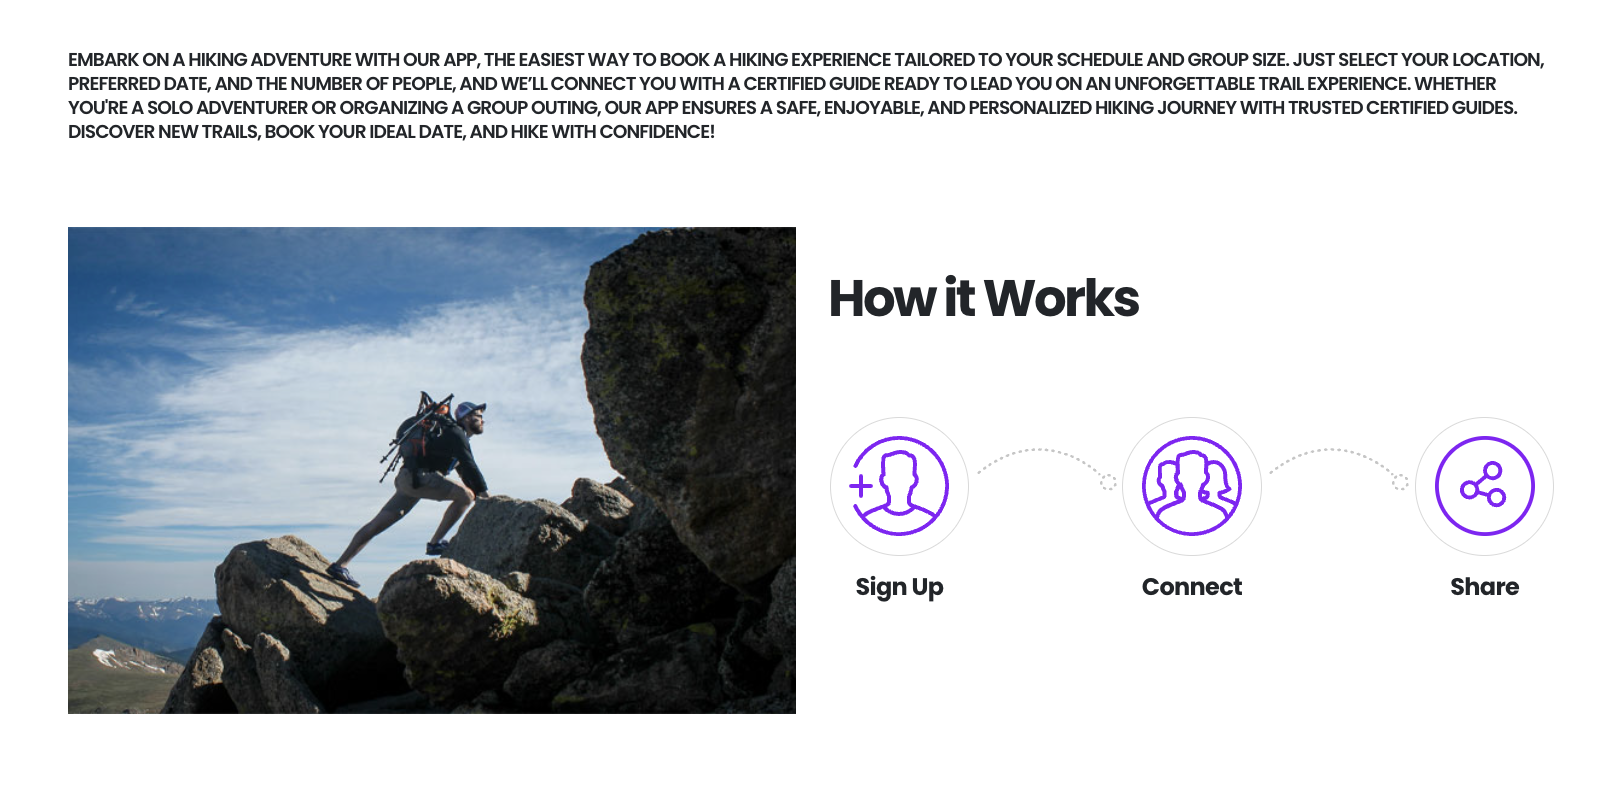 EMBARK ON A HIKING ADVENTURE WITH OUR APP, THE EASIEST WAY TO BOOK A HIKING EXPERIENCE TAILORED TO YOUR SCHEDULE AND GROUP SIZE. JUST SELECT YOUR LOCATION,
PREFERRED DATE, AND THE NUMBER OF PEOPLE, AND WE’LL CONNECT YOU WITH A CERTIFIED GUIDE READY TO LEAD YOU ON AN UNFORGETTABLE TRAIL EXPERIENCE. WHETHER
YOU'RE A SOLO ADVENTURER OR ORGANIZING A GROUP OUTING, OUR APP ENSURES A SAFE, ENJOYABLE, AND PERSONALIZED HIKING JOURNEY WITH TRUSTED CERTIFIED GUIDES.
DISCOVER NEW TRAILS, BOOK YOUR IDEAL DATE, AND HIKE WITH CONFIDENCE!
How it Works
Sign Up
Connect
Share